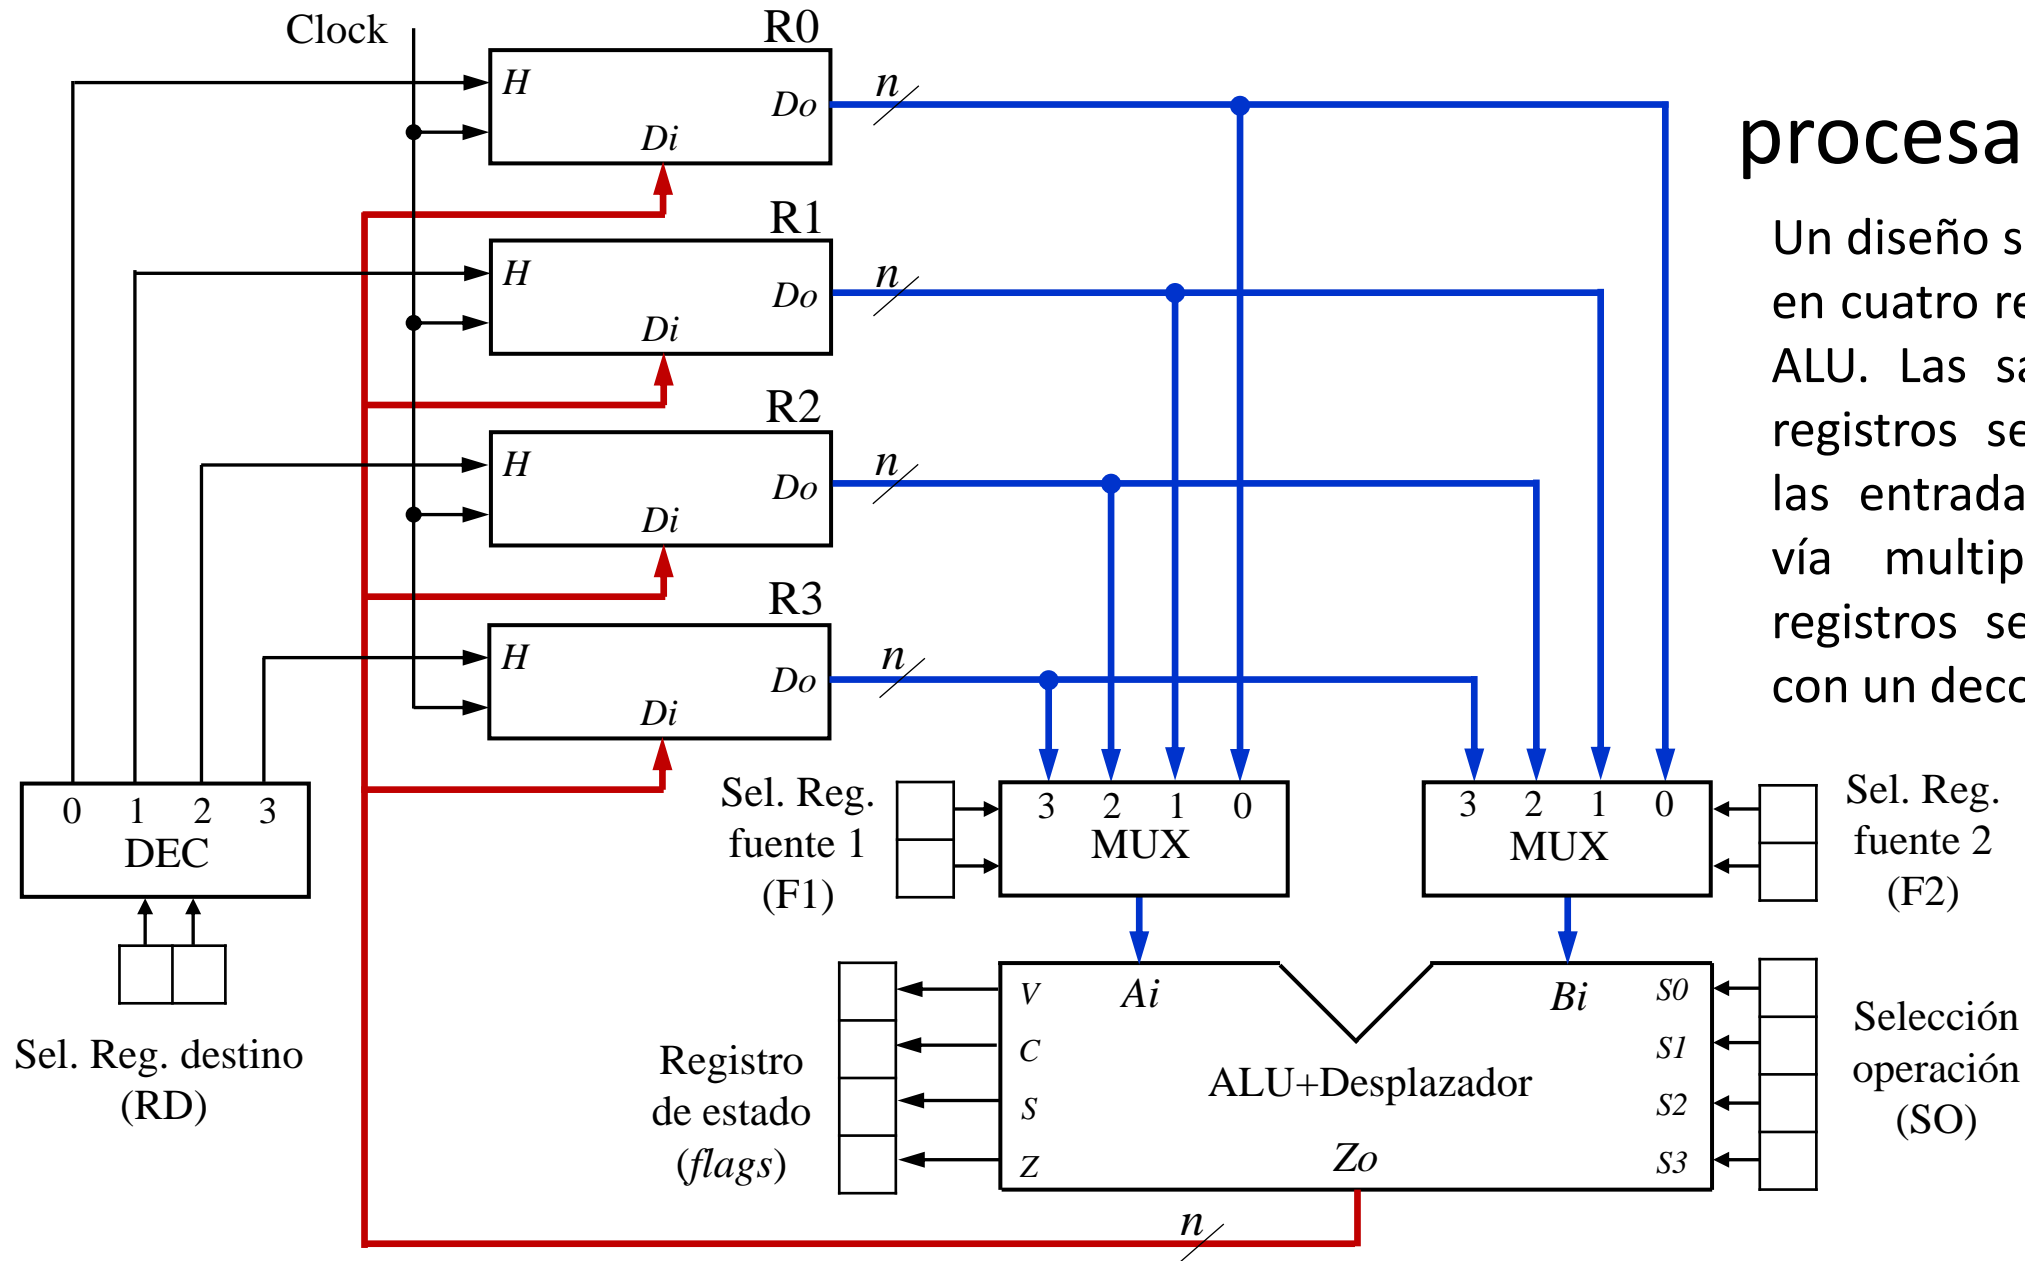 Clock
R0
H
Do
Di
n
R1
H
Do
Di
n
R2
H
Do
Di
n
R3
H
Do
Di
n
0 1 2 3
DEC
Sel. Reg. destino
(RD)
Sel. Reg.
fuente 1
(F1)
3 2 1 0
MUX
3 2 1 0
MUX
Sel. Reg.
fuente 2
(F2)
Registro
de estado
(flags)
V
C
S
Z
Ai
Bi
ALU+Desplazador
Zo
S0
S1
S2
S3
Selección
operación
(SO)
n
procesa
Un diseño s
en cuatro re
ALU. Las sa
registros se
las entrada
vía multip
registros se
con un deco